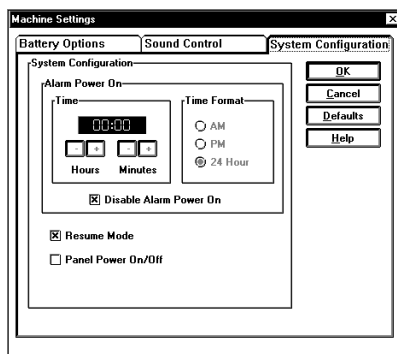 Machine Settings
Battery Options
Sound Control
System Configuration
System Configuration
Alarm Power On
Time
00:00
- + - +
Hours Minutes
Time Format
AM
PM
24 Hour
Disable Alarm Power On
Resume Mode
Panel Power On/Off
OK
Cancel
Defaults
Help